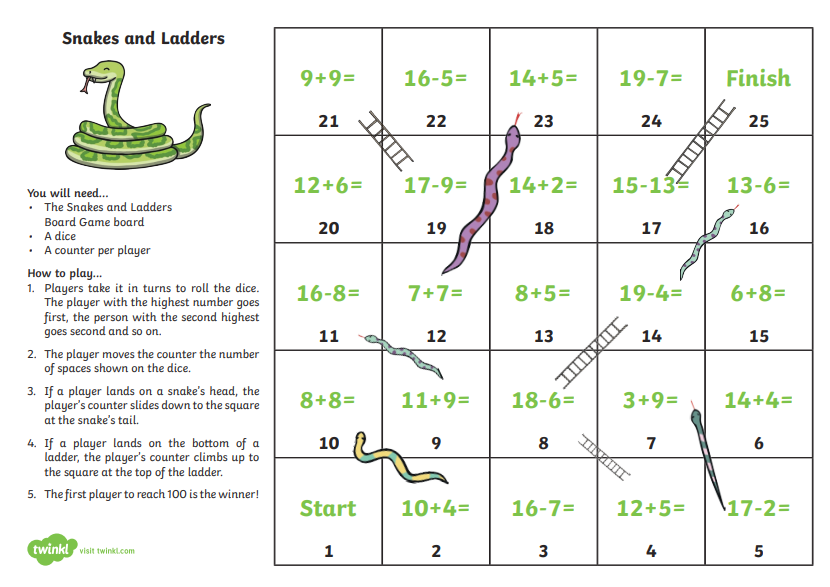 Snakes and Ladders
You will need...
• The Snakes and Ladders
Board Game board
• A dice
• A counter per player
How to play...
1. Players take it in turns to roll the dice.
The player with the highest number goes
first, the person with the second highest
goes second and so on.
2. The player moves the counter the number
of spaces shown on the dice.
3. If a player lands on a snake's head, the
player's counter slides down to the square
at the snake's tail.
4. If a player lands on the bottom of a
ladder, the player's counter climbs up to
the square at the top of the ladder.
5. The first player to reach 100 is the winner!
twinkl visit twinkl.com
9+9= 16-5= 14+5= 19-7= Finish
21 22 23 24 25
12+6= 17-9= 14+2= 15-13= 13-6=
20 19 18 17 16
16-8= 7+7= 8+5= 19-4= 6+8=
11 12 13 14 15
8+8= 11+9= 18-6= 3+9= 14+4=
10 9 8 7 6
Start 10+4= 16-7= 12+5= 17-2=
1 2 3 4 5